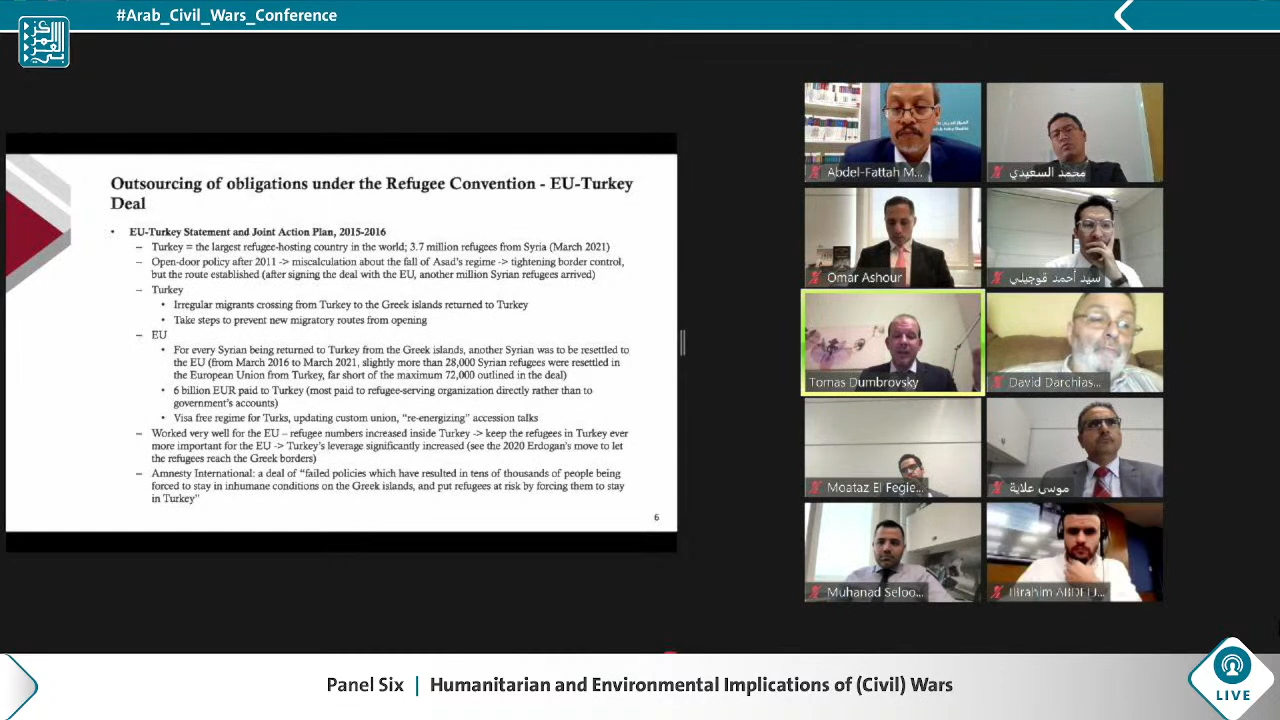 #Arab_Civil_Wars_Conference
Outsourcing of obligations under the Refugee Convention - EU-Turkey
Deal
• EU-Turkey Statement and Joint Action Plan, 2015-2016
– Turkey = the largest refugee-hosting country in the world; 3.7 million refugees from Syria (March 2021)
– Open-door policy after 2011 -> miscalculation about the fall of Asad's regime -> tightening border control,
but the route established (after signing the deal with the EU, another million Syrian refugees arrived)
– Turkey
• Irregular migrants crossing from Turkey to the Greek islands returned to Turkey
• Take steps to prevent new migratory routes from opening
– EU
• For every Syrian being returned to Turkey from the Greek islands, another Syrian was to be resettled to
the EU (from March 2016 to March 2021, slightly more than 28,000 Syrian refugees were resettled in
the European Union from Turkey, far short of the maximum 72,000 outlined in the deal)
• 6 billion EUR paid to Turkey (most paid to refugee-serving organization directly rather than to
government's accounts)
• Visa free regime for Turks, updating custom union, "re-energizing" accession talks
– Worked very well for the EU – refugee numbers increased inside Turkey -> keep the refugees in Turkey ever
more important for the EU -> Turkey's leverage significantly increased (see the 2020 Erdogan's move to let
the refugees reach the Greek borders)
– Amnesty International: a deal of "failed policies which have resulted in tens of thousands of people being
forced to stay in inhumane conditions on the Greek islands, and put refugees at risk by forcing them to stay
in Turkey"
6
Abdel-Fattah M...
محمد السعيدي
Omar Ashour
سيد أحمد قوجيلي
Tomas Dumbrovsky
David Darchias...
Moataz El Fegie...
موسى علاية
Muhanad Seloo...
Panel Six | Humanitarian and Environmental Implications of (Civil) Wars
LIVE